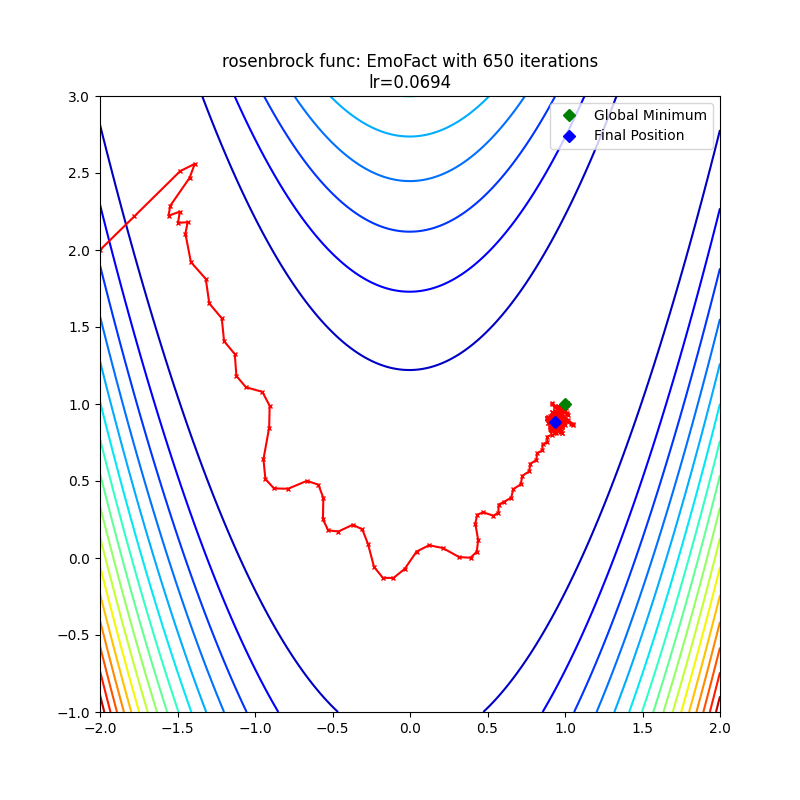 rosenbrock func: EmoFact with 650 iterations
lr=0.0694
Global Minimum
Final Position
3.0
2.5
2.0
1.5
1.0
0.5
0.0
−0.5
−1.0
−2.0 −1.5 −1.0 −0.5 0.0 0.5 1.0 1.5 2.0